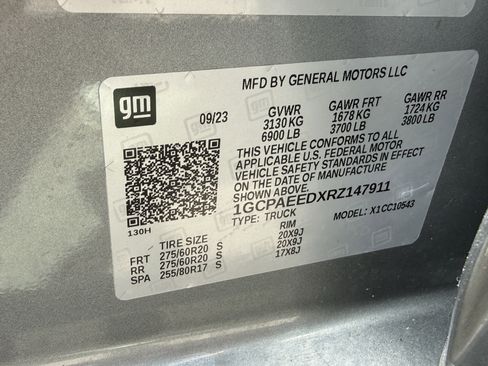 MFD BY GENERAL MOTORS LLC
gm
09/23 GVWR GAWR FRT GAWR RR
3130 KG 1678 KG 1724 KG
6900 LB 3700 LB 3800 LB
THIS VEHICLE CONFORMS TO ALL
APPLICABLE U.S. FEDERAL MOTOR
VEHICLE SAFETY STANDARDS IN EFFECT
ON THE DATE OF MANUFACTURE
SHOWN ABOVE.
1GCPAEEDXRZ147911
130H TYPE: TRUCK MODEL: X1CC10543
TIRE SIZE RIM
FRT 275/60R20 S 20X9J
RR 275/60R20 S 20X9J
SPA 255/80R17 S 17X8J